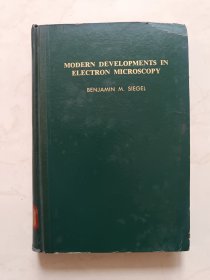 MODERN DEVELOPMENTS IN
ELECTRON MICROSCOPY
BENJAMIN M. SIEGEL